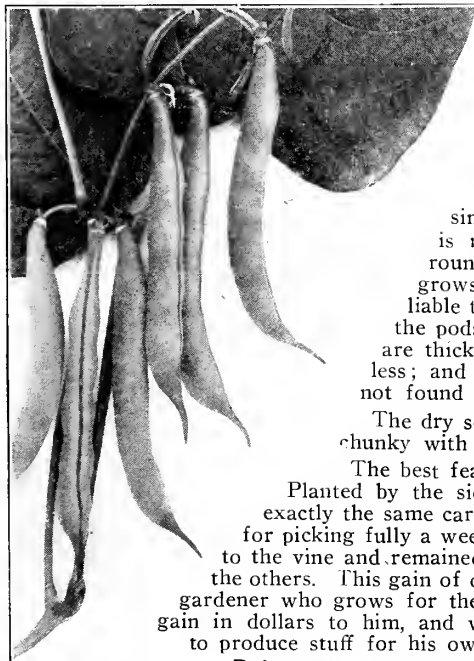 sin
is r
roun
grows
liable t
the pods
are thick
less; and
not found
The dry s
chunky with
The best fea
Planted by the si
exactly the same car
for picking fully a wee
to the vine and remained
the others. This gain of
gardener who grows for the
gain in dollars to him, and
to produce stuff for his ow